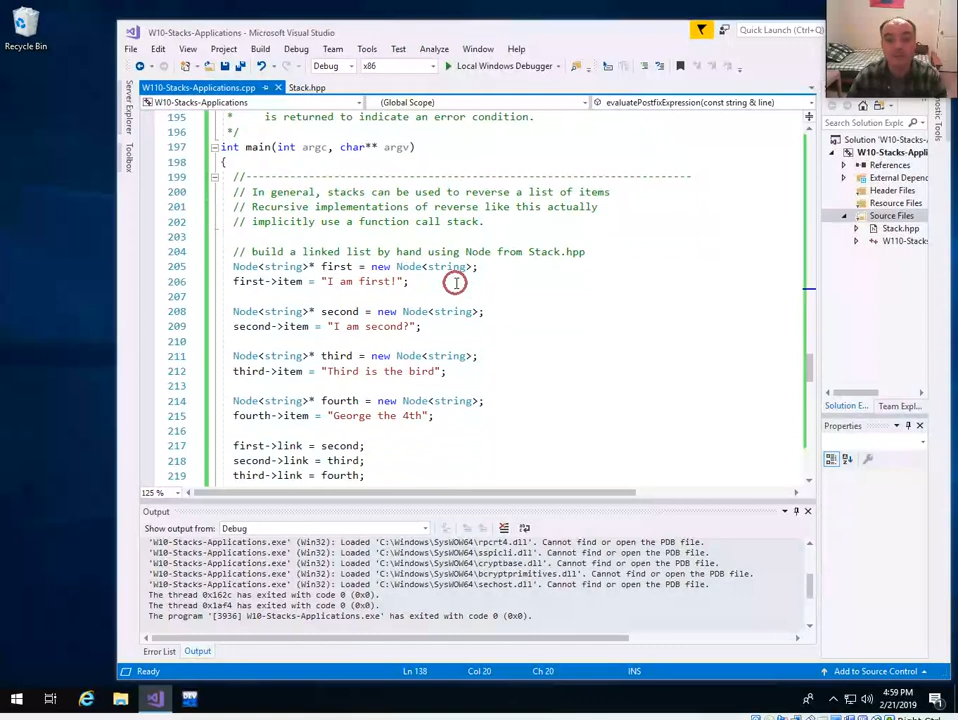 Recycle Bin
W10-Stacks-Applications - Microsoft Visual Studio
Quick Launch (Ctrl+Q)
File Edit View Project Build Debug Team Tools Test Analyze Window Help
Debug x86 Local Windows Debugger
W110-Stacks-Applications.cpp Stack.hpp
W10-Stacks-Applications (Global Scope) evaluatePostfixExpression(const string & name)
Server Explorer
Toolbox
195 * is returned to indicate an error condition.
196 */
197 int main(int argc, char** argv)
198 {
199 //-----------------------------------------------------------------------
200 // In general, stacks can be used to reverse a list of items
201 // Recursive implementations of reverse like this actually
202 // implicitly use a function call stack.
203
204 // build a linked list by hand using Node from Stack.hpp
205 Node<string>* first = new Node<string>;
206 first->item = "I am first!";
207
208 Node<string>* second = new Node<string>;
209 second->item = "I am second?";
210
211 Node<string>* third = new Node<string>;
212 third->item = "Third is the bird";
213
214 Node<string>* fourth = new Node<string>;
215 fourth->item = "George the 4th";
216
217 first->link = second;
218 second->link = third;
219 third->link = fourth;
125 %
Search Solution Explo
Solution 'W10-Stacks-Appli
W10-Stacks-Appli
References
External Depend
Header Files
Resource Files
Source Files
Stack.hpp
W110-Stacks
Solution E... Team Expl...
Properties
Diagnostic Tools
Output
Show output from: Debug
'W10-Stacks-Applications.exe' (Win32): Loaded 'C:\Windows\SysWOW64\rpcrt4.dll'. Cannot find or open the PDB file.
'W10-Stacks-Applications.exe' (Win32): Loaded 'C:\Windows\SysWOW64\sspicli.dll'. Cannot find or open the PDB file.
'W10-Stacks-Applications.exe' (Win32): Loaded 'C:\Windows\SysWOW64\cryptbase.dll'. Cannot find or open the PDB file.
'W10-Stacks-Applications.exe' (Win32): Loaded 'C:\Windows\SysWOW64\bcryptprimitives.dll'. Cannot find or open the PDB file.
'W10-Stacks-Applications.exe' (Win32): Loaded 'C:\Windows\SysWOW64\sechost.dll'. Cannot find or open the PDB file.
The thread 0x162c has exited with code 0 (0x0).
The thread 0x1af4 has exited with code 0 (0x0).
The program '[3936] W10-Stacks-Applications.exe' has exited with code 0 (0x0).
Error List Output
Ready Ln 138 Col 20 Ch 20 INS Add to Source Control
DEV
4:59 PM
2/21/2019
Right Ctrl